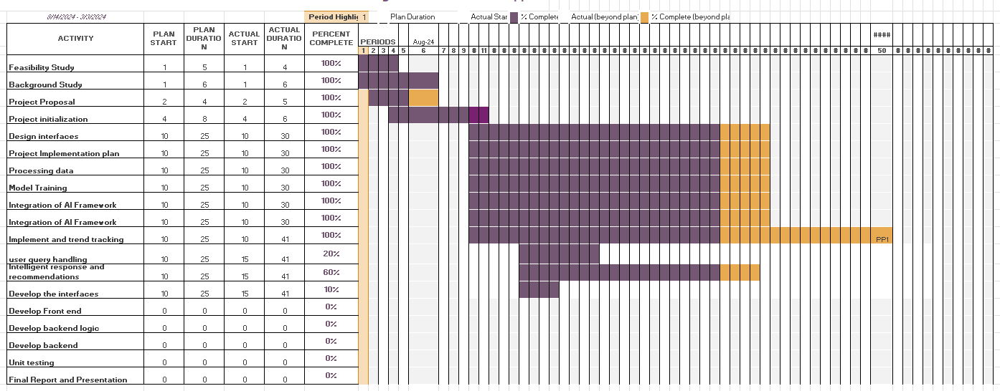 8/14/2024 - 3/3/2024
Period Highlig 1 Plan Duration Actual Star % Complete Actual (beyond plan) % Complete (beyond pla
ACTIVITY PLAN START PLAN DURATIO N ACTUAL START ACTUAL DURATIO N PERCENT COMPLETE PERIODS Aug-24 ####
1 2 3 4 5 6 7 8 9 # 11 # # # # # # # # # # # # # # # # # # # # # # # # # # # # # # # # # # # # # # 50 # # # # # # # # # #
Feasibility Study 1 5 1 4 100%
Background Study 1 6 1 6 100%
Project Proposal 2 4 2 5 100%
Project initialization 4 8 4 6 100%
Design interfaces 10 25 10 30 100%
Project Implementation plan 10 25 10 30 100%
Processing data 10 25 10 30 100%
Model Training 10 25 10 30 100%
Integration of AI Framework 10 25 10 30 100%
Integration of AI Framework 10 25 10 30 100%
Implement and trend tracking 10 25 10 41 100% PP1
user query handling 10 25 15 41 20%
Intelligent response and
recommendations 10 25 15 41 60%
Develop the interfaces 10 25 15 41 10%
Develop Front end 0 0 0 0 0%
Develop backend logic 0 0 0 0 0%
Develop backend 0 0 0 0 0%
Unit testing 0 0 0 0 0%
Final Report and Presentation 0 0 0 0 0%